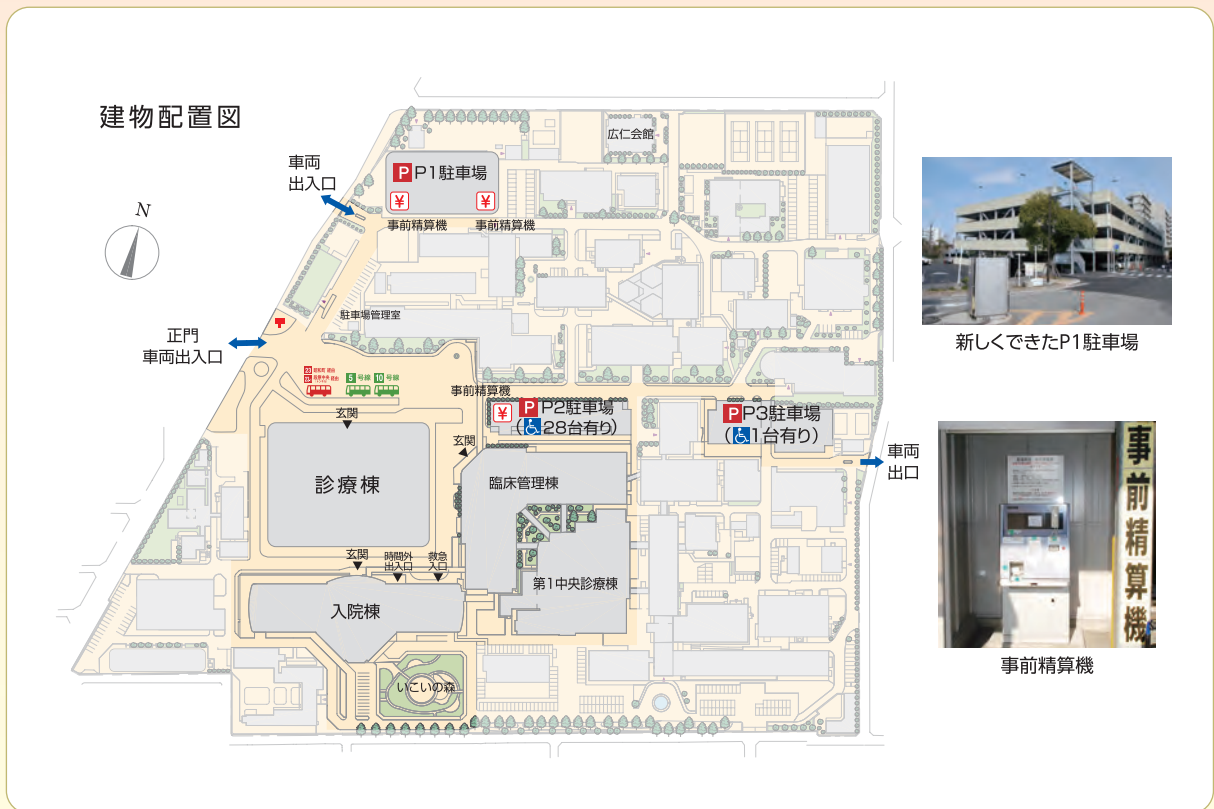 建物配置図
広仁会館
車両
出入口
P P1駐車場
¥ ¥
事前精算機 事前精算機
N
駐車場管理室
正門
車両出入口
5 号線 10 号線
事前精算機
¥ P P2駐車場
(28台有り)
P P3駐車場
(1台有り)
玄関
玄関
車両
出口
診療棟
臨床管理棟
玄関
時間外
出入口
救急
入口
第1中央診療棟
入院棟
いこいの森
新しくできたP1駐車場
事前精算機
事前精算機